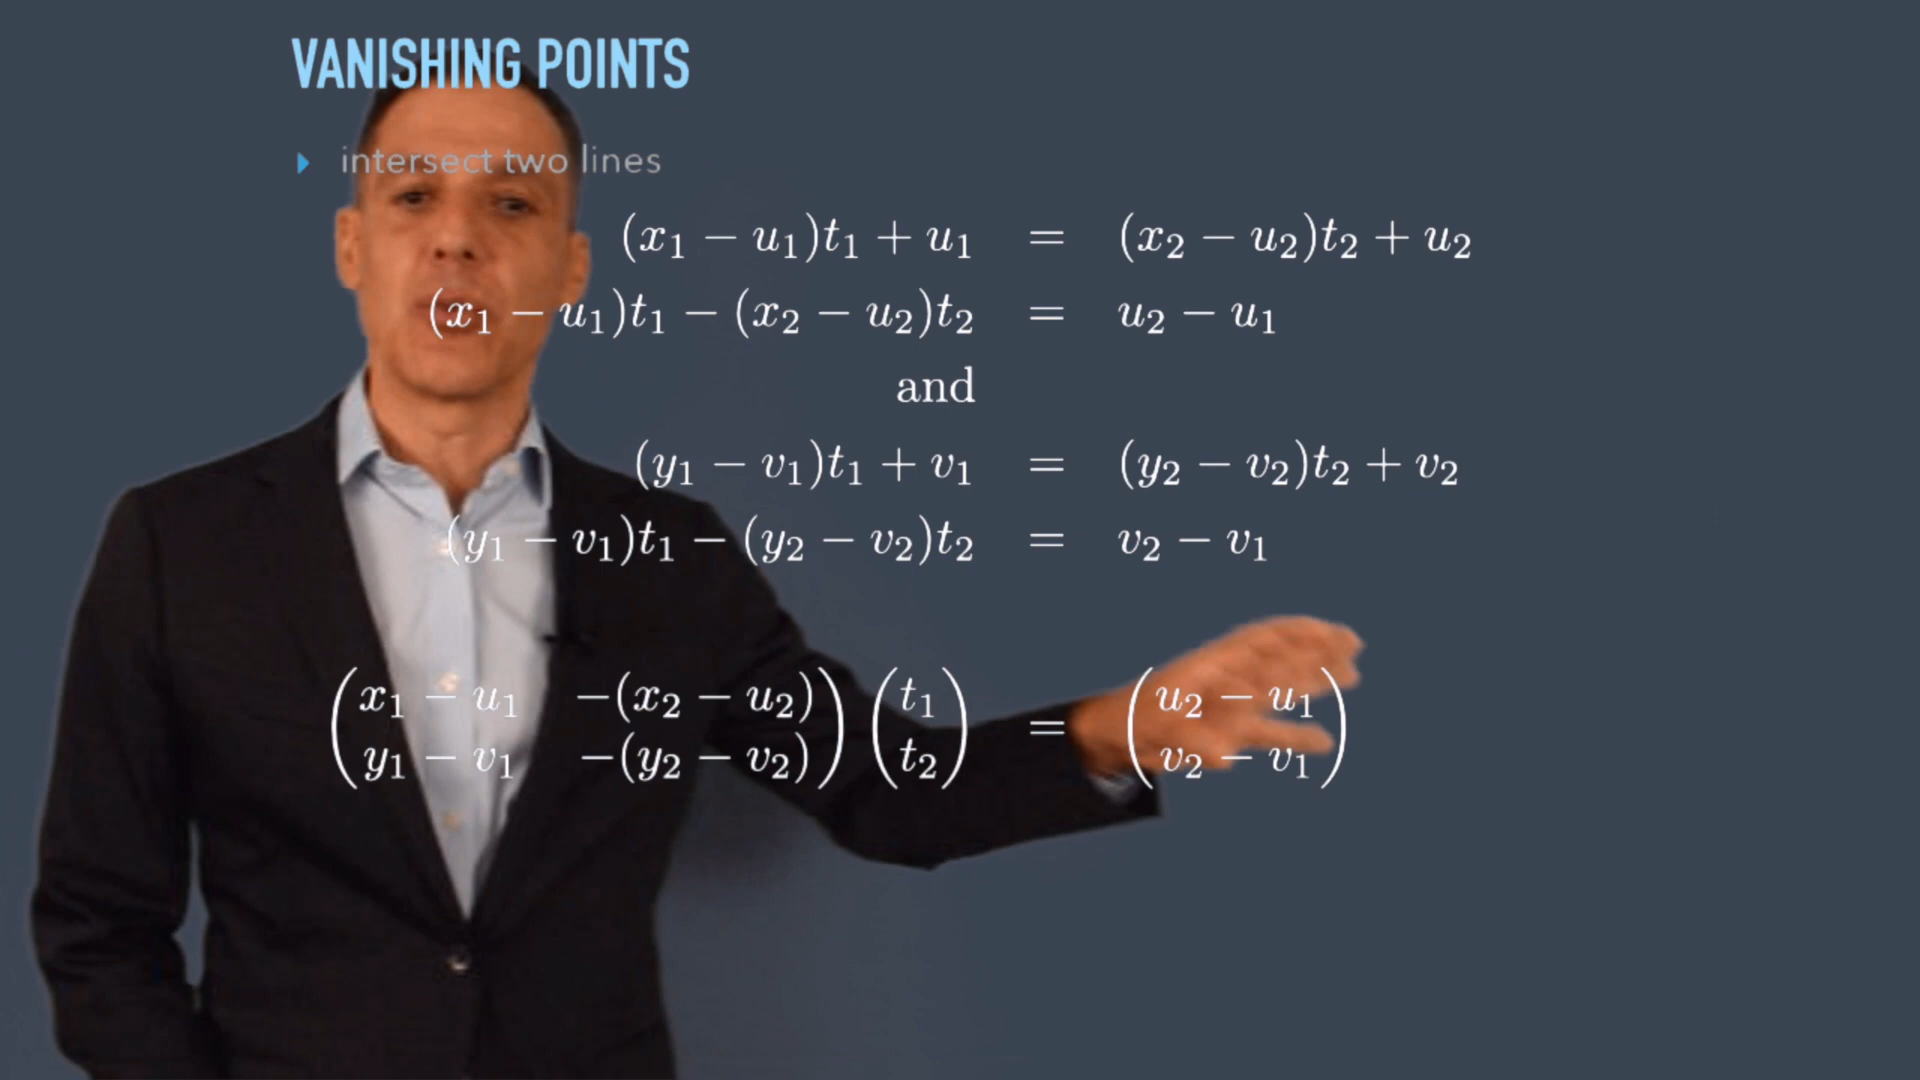 VANISHING POINTS
intersect two lines
(x₁ − u₁)t₁ + u₁ = (x₂ − u₂)t₂ + u₂
(x₁ − u₁)t₁ − (x₂ − u₂)t₂ = u₂ − u₁
and
(y₁ − v₁)t₁ + v₁ = (y₂ − v₂)t₂ + v₂
(y₁ − v₁)t₁ − (y₂ − v₂)t₂ = v₂ − v₁
x₁ − u₁ −(x₂ − u₂) t₁ = u₂ − u₁
y₁ − v₁ −(y₂ − v₂) t₂ v₂ − v₁